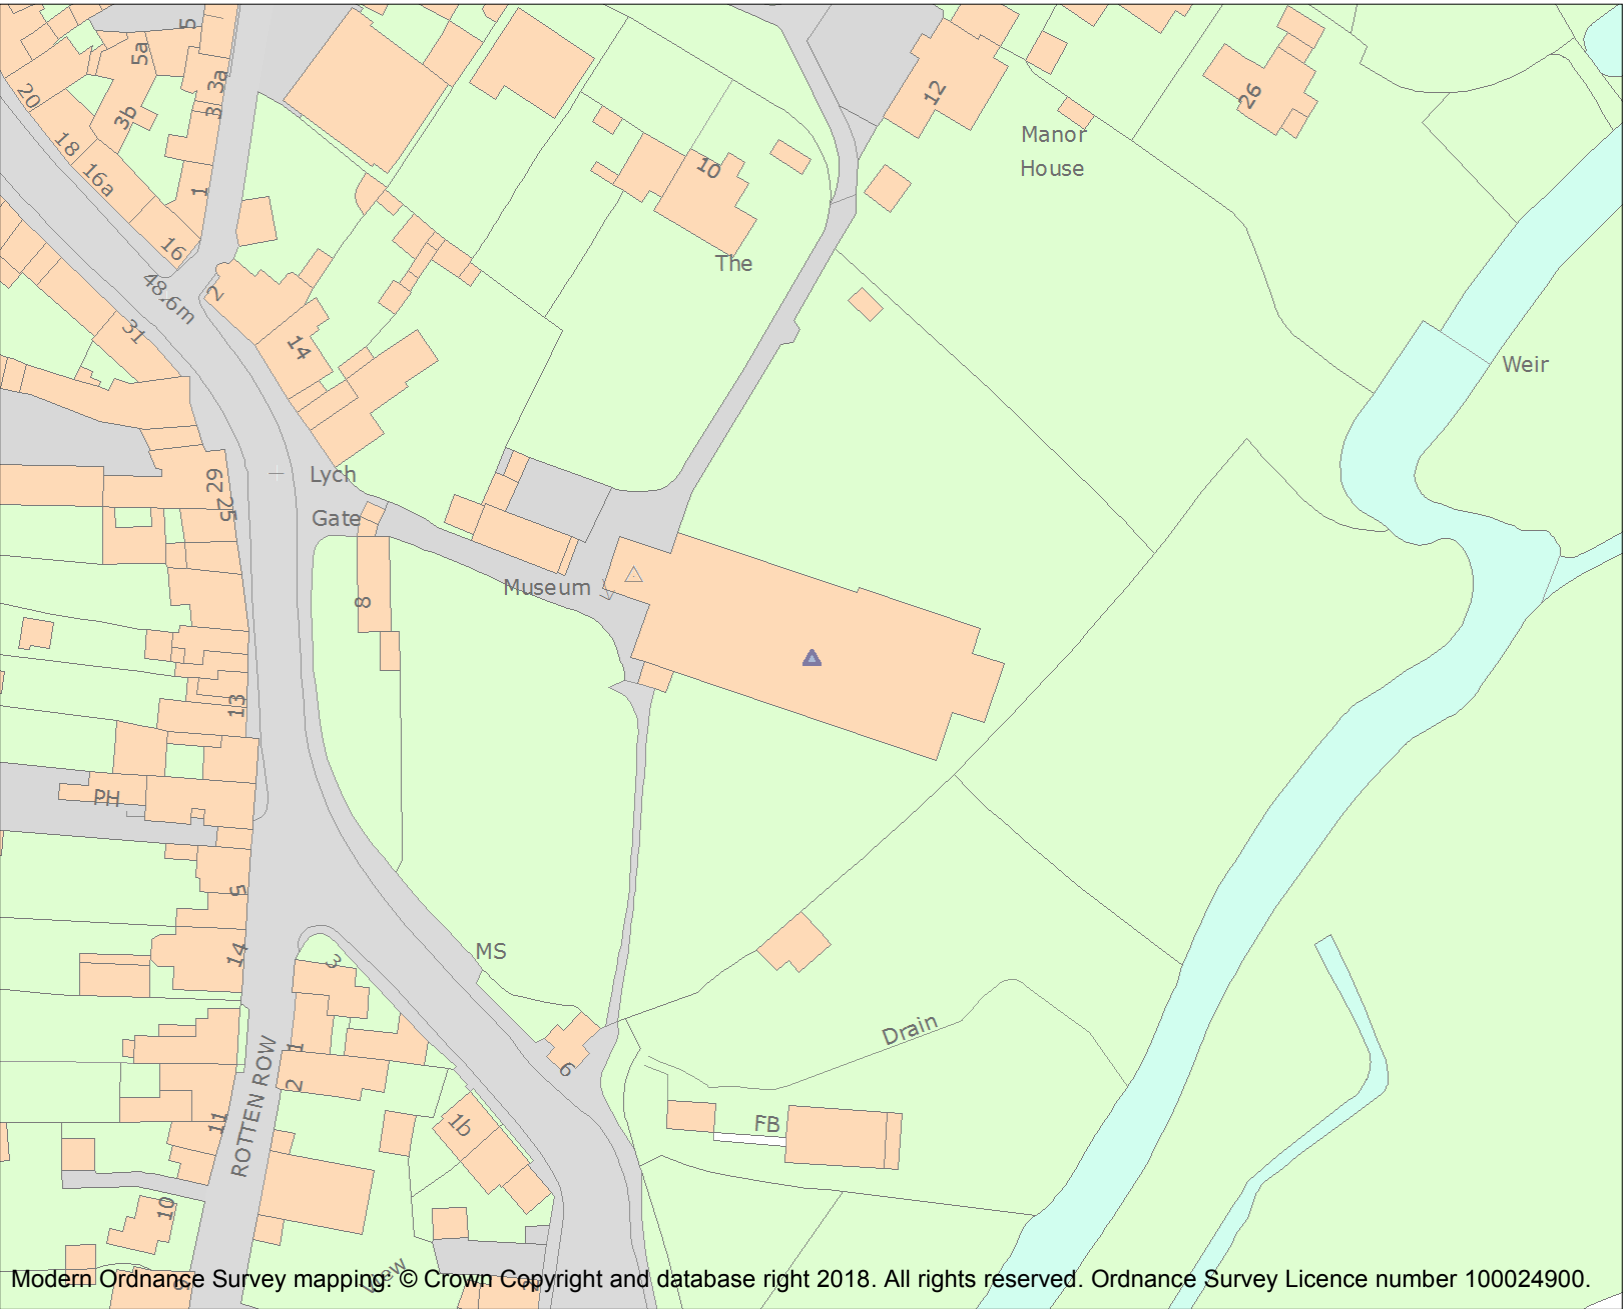 5
5a
3a
20
3b
3
18
16a
1
16
12
26
Manor
House
10
The
48.6m
2
31
14
Weir
29
25
Lych
Gate
Museum
8
13
PH
5
14
MS
3
Drain
6
1
2
FB
1b
11
ROTTEN ROW
10
Modern Ordnance Survey mapping: © Crown Copyright and database right 2018. All rights reserved. Ordnance Survey Licence number 100024900.